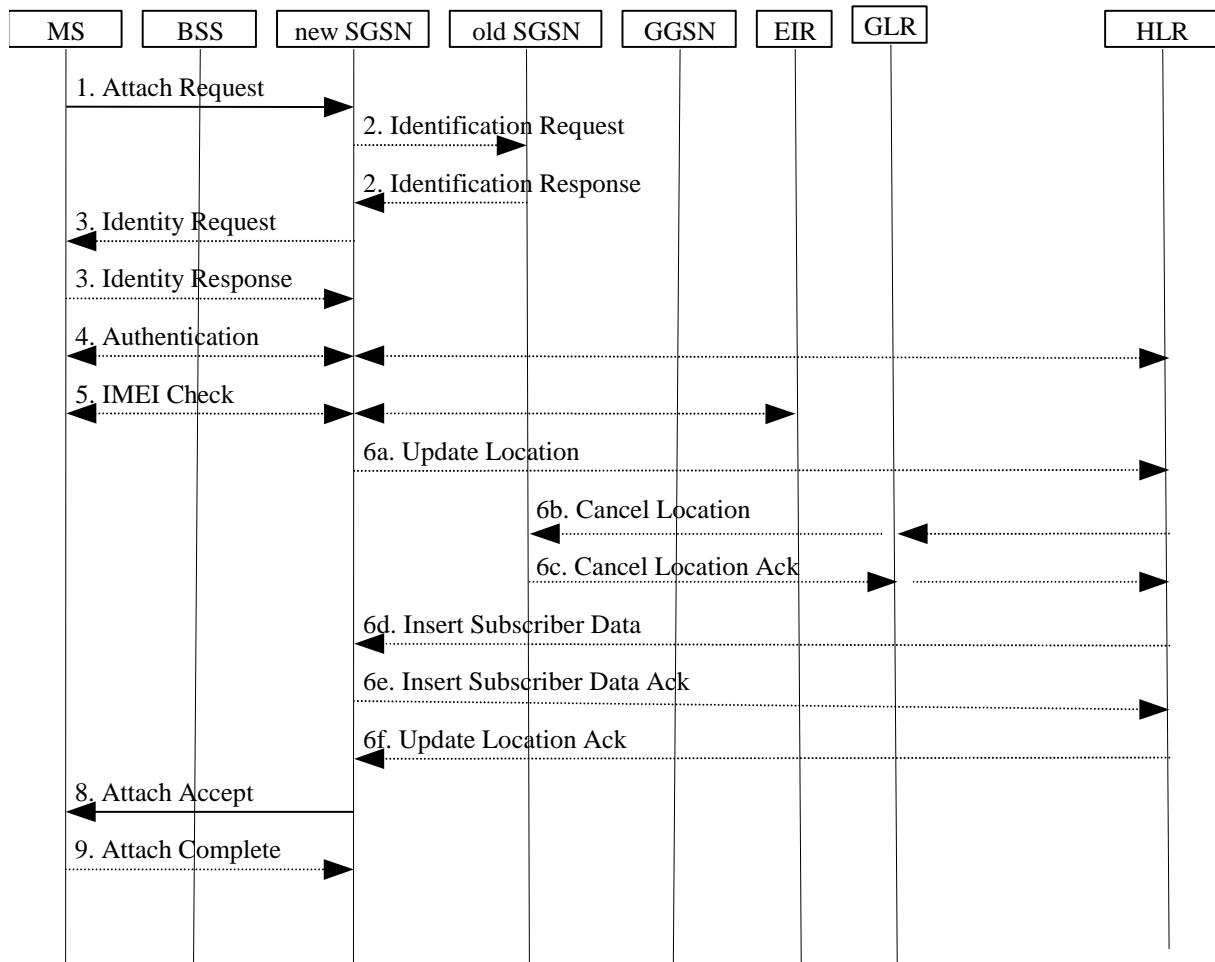 MS BSS new SGSN old SGSN GGSN EIR GLR HLR
1. Attach Request
2. Identification Request
2. Identification Response
3. Identity Request
3. Identity Response
4. Authentication
5. IMEI Check
6a. Update Location
6b. Cancel Location
6c. Cancel Location Ack
6d. Insert Subscriber Data
6e. Insert Subscriber Data Ack
6f. Update Location Ack
8. Attach Accept
9. Attach Complete